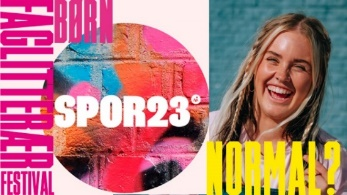 FAGLITTERÆR
BØRN
FESTIVAL
SPOR23
NORMAL?